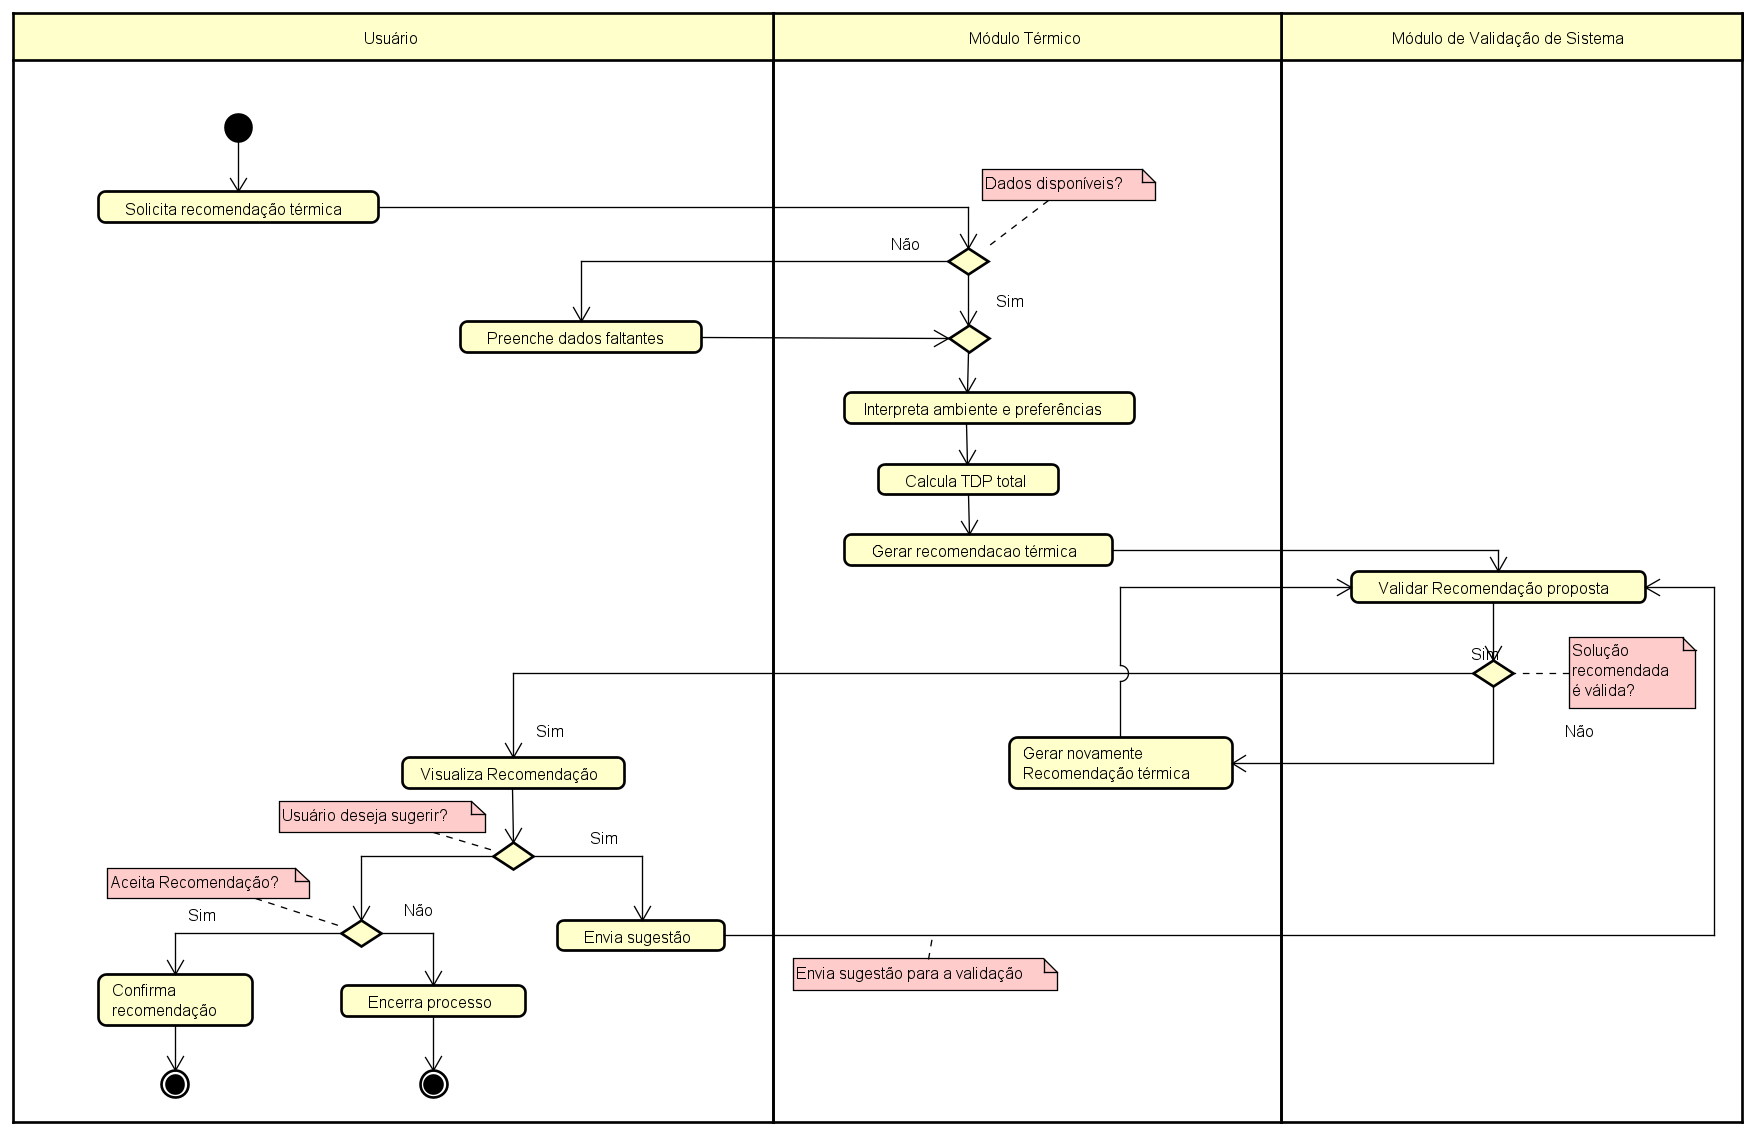 Usuário
Módulo Térmico
Módulo de Validação de Sistema
Dados disponíveis?
Solicita recomendação térmica
Não
Sim
Preenche dados faltantes
Interpreta ambiente e preferências
Calcula TDP total
Gerar recomendacao térmica
Validar Recomendação proposta
Sim
Solução
recomendada
é válida?
Sim
Não
Gerar novamente
Recomendação térmica
Visualiza Recomendação
Usuário deseja sugerir?
Sim
Aceita Recomendação?
Sim
Não
Envia sugestão
Envia sugestão para a validação
Confirma
recomendação
Encerra processo